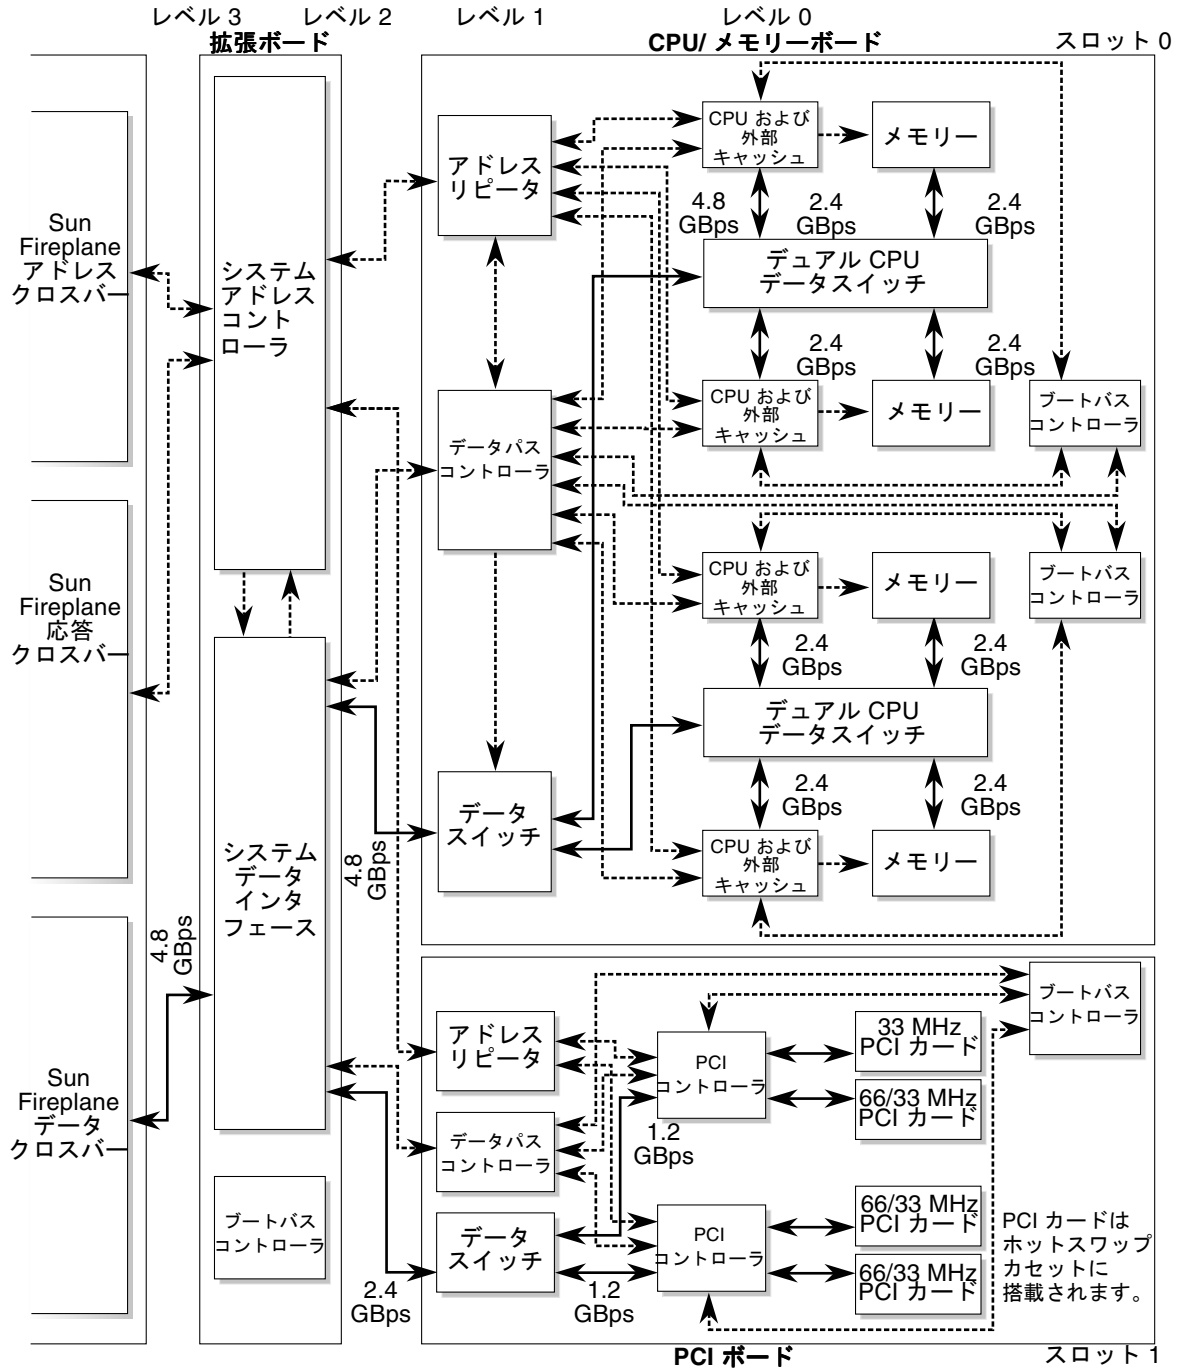 レベル 3
レベル 2
レベル 1
レベル 0
拡張ボード
CPU/ メモリーボード
スロット 0
Sun
Fireplane
アドレス
クロスバー
システム
アドレス
コント
ローラ
アドレス
リピータ
CPU および
外部
キャッシュ
メモリー
4.8
GBps
2.4
GBps
2.4
GBps
デュアル CPU
データスイッチ
2.4
GBps
2.4
GBps
CPU および
外部
キャッシュ
メモリー
ブートバス
コントローラ
データパス
コントローラ
Sun
Fireplane
応答
クロスバー
CPU および
外部
キャッシュ
メモリー
ブートバス
コントローラ
2.4
GBps
2.4
GBps
デュアル CPU
データスイッチ
2.4
GBps
2.4
GBps
データ
スイッチ
CPU および
外部
キャッシュ
メモリー
システム
データ
インタ
フェース
4.8
GBps
4.8
GBps
Sun
Fireplane
データ
クロスバー
ブートバス
コントローラ
アドレス
リピータ
PCI
コントローラ
33 MHz
PCI カード
66/33 MHz
PCI カード
ブートバス
コントローラ
データパス
コントローラ
1.2
GBps
データ
スイッチ
PCI
コントローラ
66/33 MHz
PCI カード
66/33 MHz
PCI カード
PCI カードは
ホットスワップ
カセットに
搭載されます。
ブートバス
コントローラ
2.4
GBps
1.2
GBps
PCI ボード
スロット 1